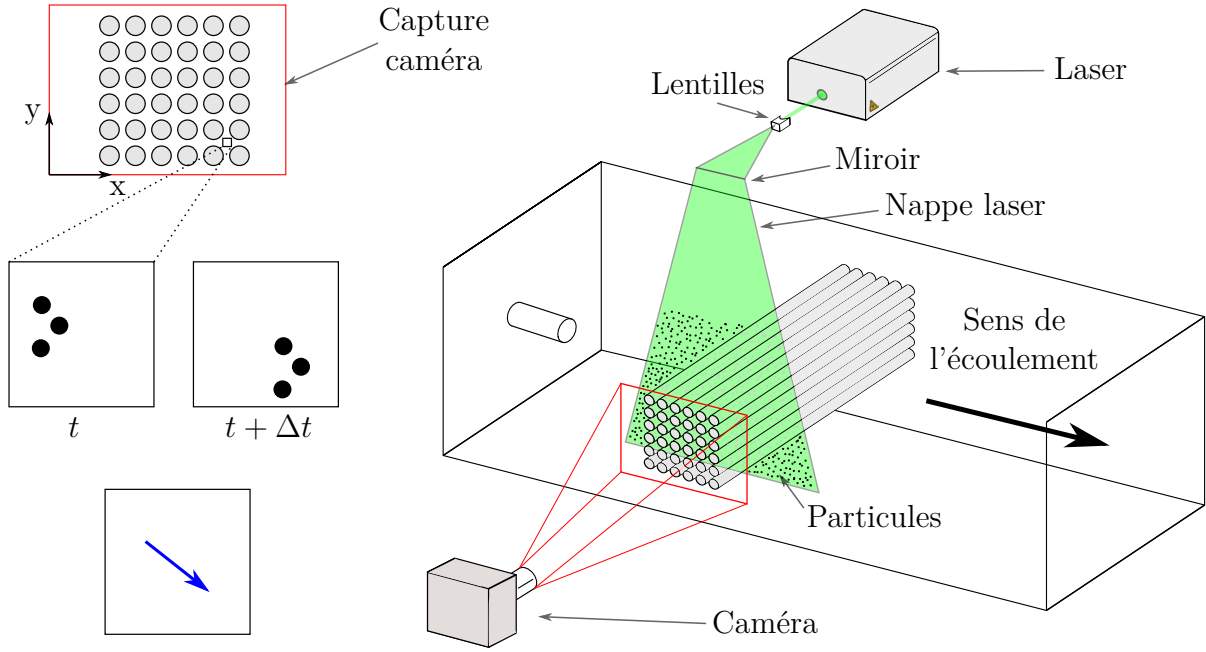 Capture
caméra
y
x
t
t + Δt
Lentilles
Laser
Miroir
Nappe laser
Sens de
l'écoulement
Particules
Caméra